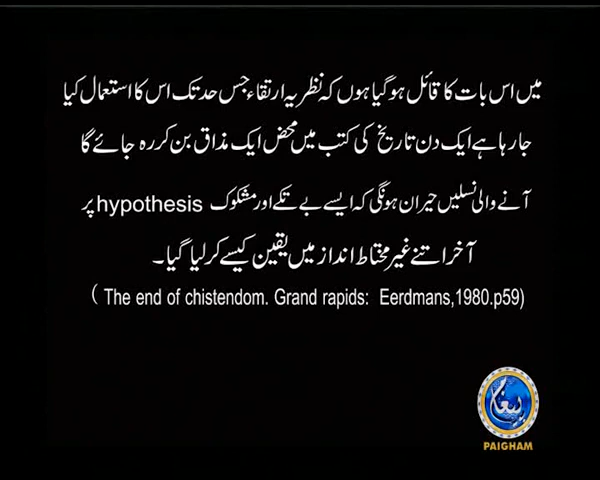 میں اس بات کا قائل ہوگیا ہوں کہ نظریہ ارتقاء جس حد تک اس کا استعمال کیا
جارہا ہے ایک دن تاریخ کی کتب میں محض ایک مذاق بن کر رہ جائے گا
آنے والی نسلیں حیران ہونگی کہ ایسے بے تکے اور مشکوک hypothesis پر
آخر اتنے غیر محتاط انداز میں یقین کیسے کرلیا گیا۔
( The end of chistendom. Grand rapids: Eerdmans,1980.p59)
پیغام
PAIGHAM